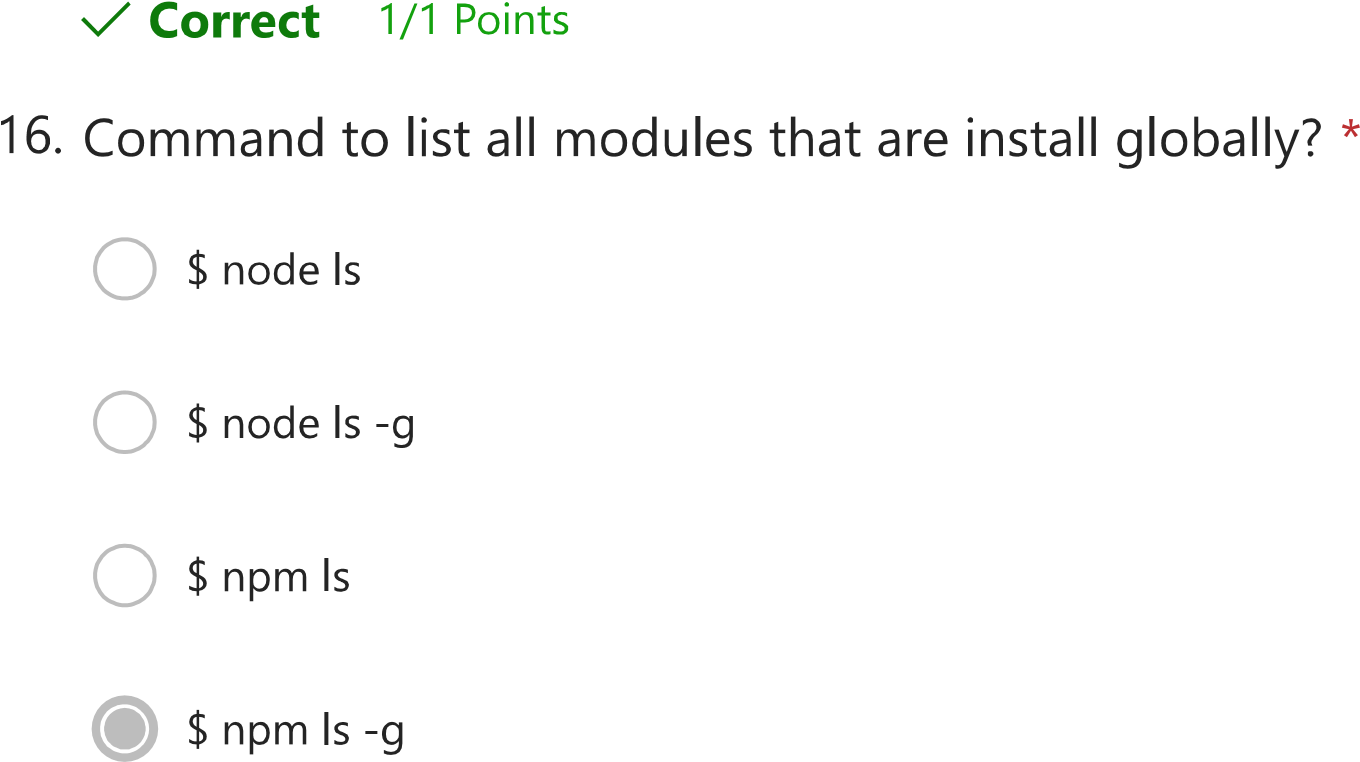 Correct 1/1 Points
16. Command to list all modules that are install globally? *
$ node ls
$ node ls -g
$ npm ls
$ npm ls -g